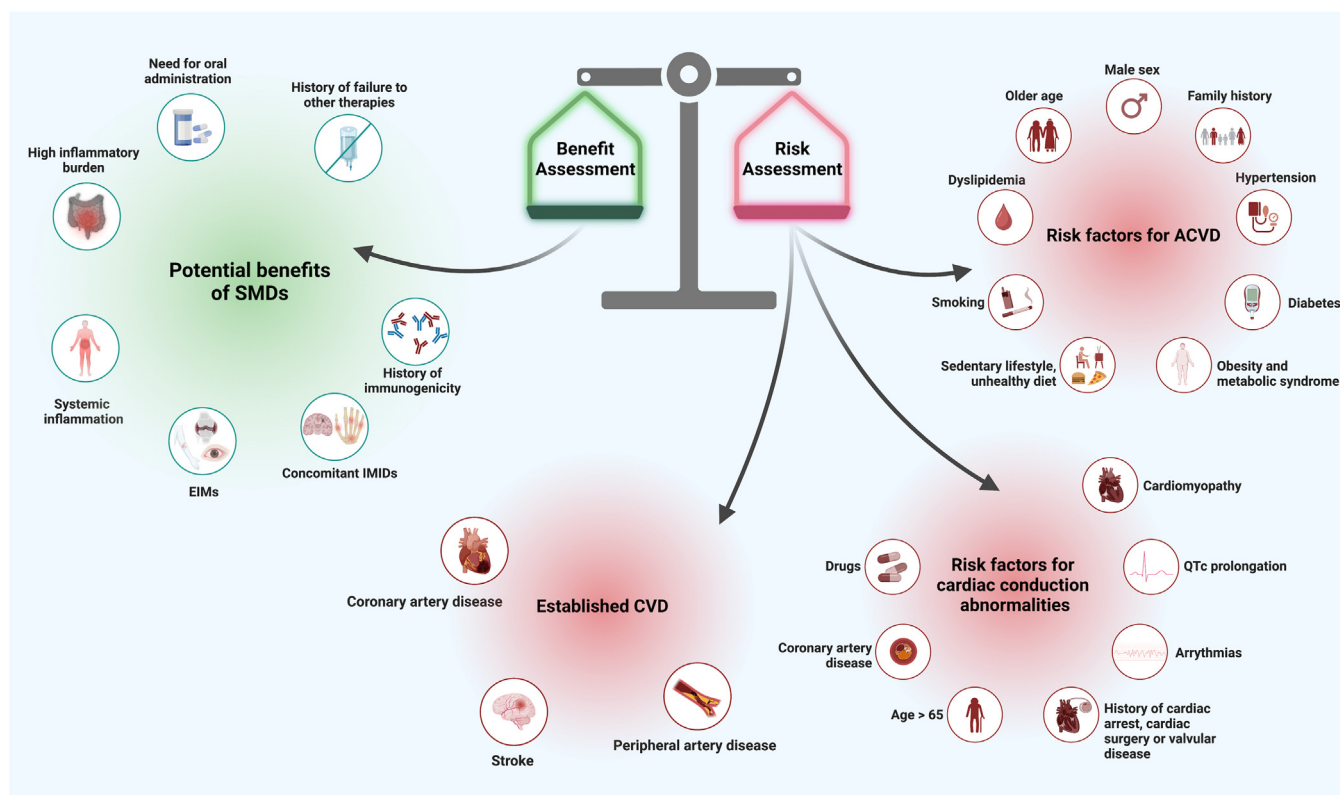 Need for oral
administration
History of failure to
other therapies
High inflammatory
burden
Potential benefits
of SMDs
Systemic
inflammation
EIMs
Concomitant IMIDs
History of
immunogenicity
Benefit
Assessment
Risk
Assessment
Male sex
Older age
Family history
Dyslipidemia
Hypertension
Risk factors for ACVD
Smoking
Diabetes
Sedentary lifestyle,
unhealthy diet
Obesity and
metabolic syndrome
Coronary artery disease
Established CVD
Stroke
Peripheral artery disease
Cardiomyopathy
Drugs
Risk factors for
cardiac conduction
abnormalities
QTc prolongation
Coronary artery
disease
Arrythmias
Age > 65
History of cardiac
arrest, cardiac
surgery or valvular
disease